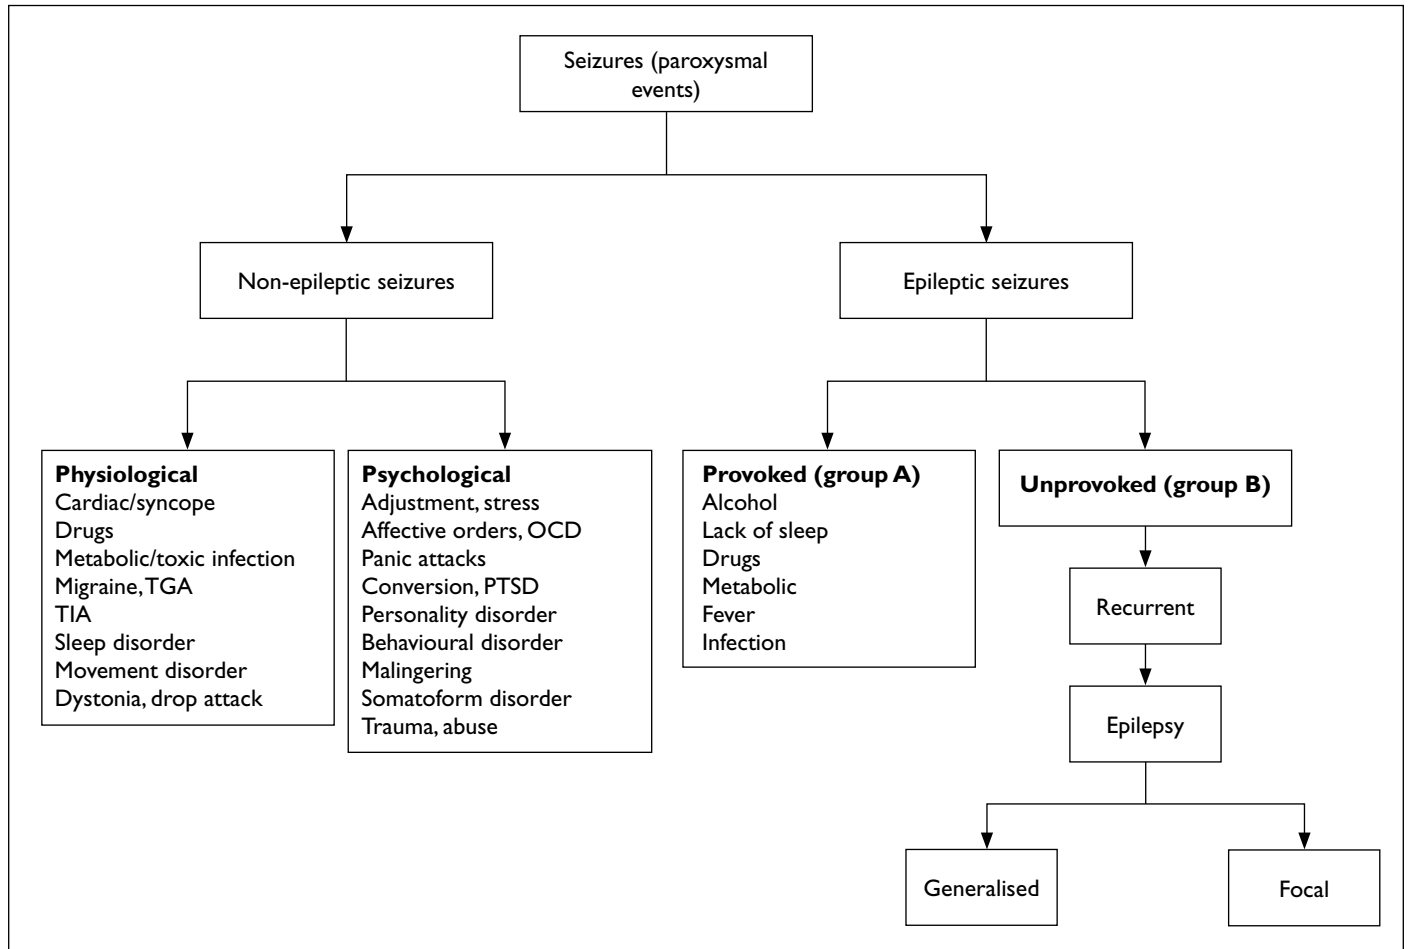 Seizures (paroxysmal
events)
Non-epileptic seizures
Epileptic seizures
Physiological
Cardiac/syncope
Drugs
Metabolic/toxic infection
Migraine, TGA
TIA
Sleep disorder
Movement disorder
Dystonia, drop attack
Psychological
Adjustment, stress
Affective orders, OCD
Panic attacks
Conversion, PTSD
Personality disorder
Behavioural disorder
Malingering
Somatoform disorder
Trauma, abuse
Provoked (group A)
Alcohol
Lack of sleep
Drugs
Metabolic
Fever
Infection
Unprovoked (group B)
Recurrent
Epilepsy
Generalised
Focal